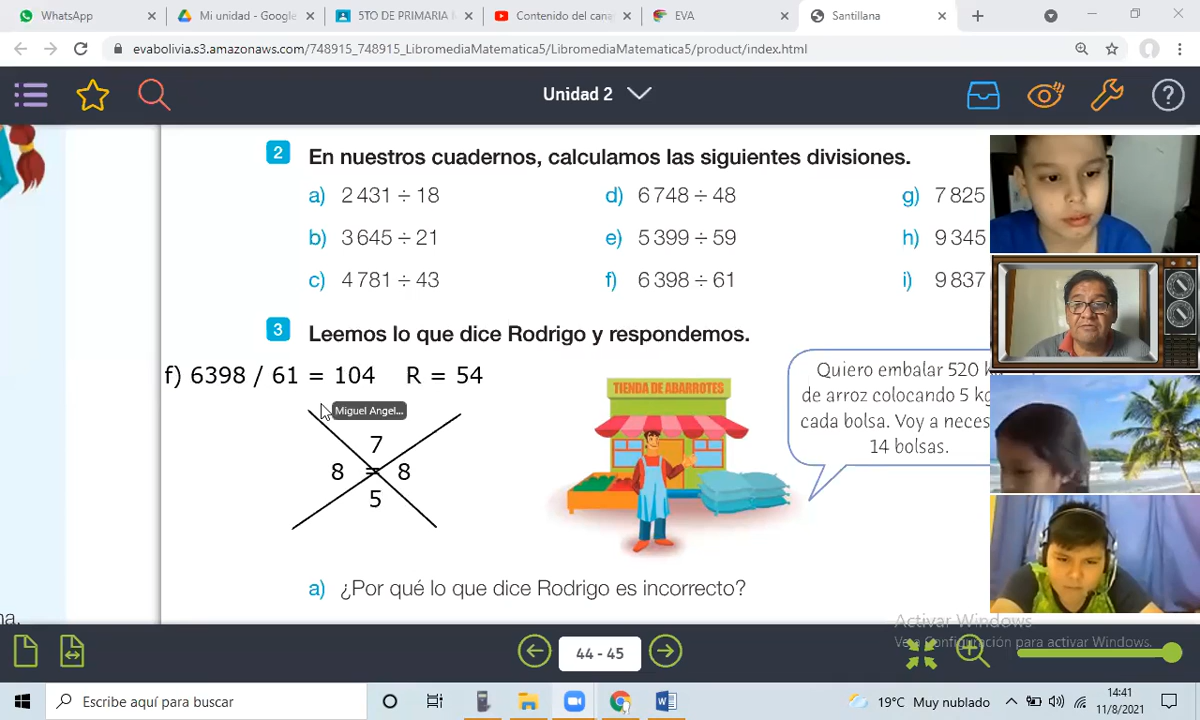 WhatsApp
Mi unidad - Google
5TO DE PRIMARIA M
Contenido del cana
EVA
Santillana
evabolivia.s3.amazonaws.com/748915_748915_LibromediaMatematica5/LibromediaMatematica5/product/index.html
Unidad 2
2 En nuestros cuadernos, calculamos las siguientes divisiones.
a) 2 431 ÷ 18 d) 6 748 ÷ 48 g) 7 825
b) 3 645 ÷ 21 e) 5 399 ÷ 59 h) 9 345
c) 4 781 ÷ 43 f) 6 398 ÷ 61 i) 9 837
3 Leemos lo que dice Rodrigo y respondemos.
f) 6398 / 61 = 104 R = 54
Miguel Angel...
7
8 = 8
5
TIENDA DE ABARROTES
Quiero embalar 520 k
de arroz colocando 5 kg
cada bolsa. Voy a neces
14 bolsas.
a) ¿Por qué lo que dice Rodrigo es incorrecto?
na.
Activar Windows
Ve a Configuración para activar Windows.
44 - 45
Escribe aquí para buscar
19°C Muy nublado
14:41
11/8/2021